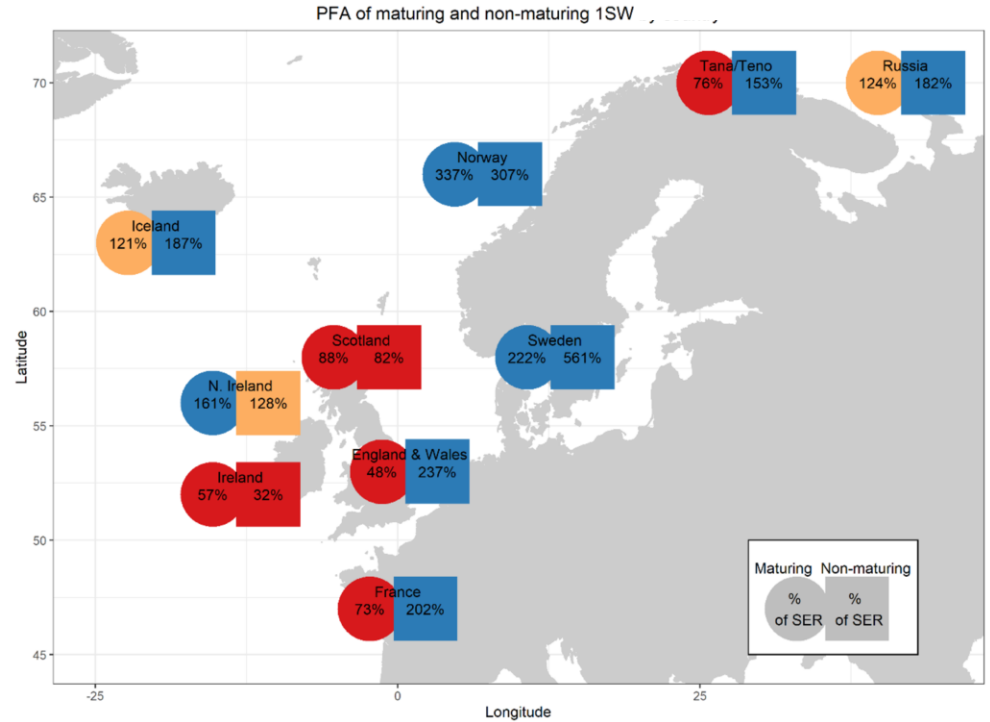 PFA of maturing and non-maturing 1SW
70
65
60
55
50
45
Latitude
-25
0
25
Longitude
Tana/Teno
76% 153%
Russia
124% 182%
Norway
337% 307%
Iceland
121% 187%
Scotland
88% 82%
Sweden
222% 561%
N. Ireland
161% 128%
England & Wales
48% 237%
Ireland
57% 32%
France
73% 202%
Maturing Non-maturing
% %
of SER of SER